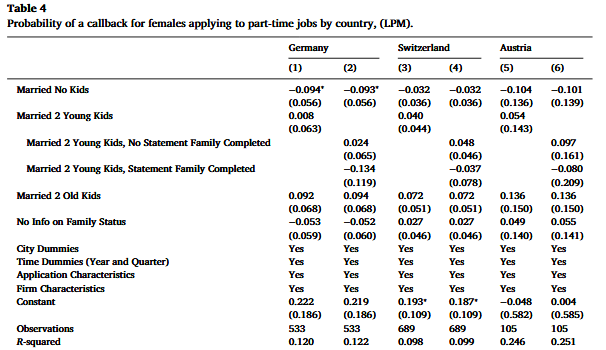 Table 4
Probability of a callback for females applying to part-time jobs by country, (LPM).
Germany Switzerland Austria
(1) (2) (3) (4) (5) (6)
Married No Kids −0.094* −0.093* −0.032 −0.032 −0.104 −0.101
(0.056) (0.056) (0.036) (0.036) (0.136) (0.139)
Married 2 Young Kids 0.008 0.040 0.054
(0.063) (0.044) (0.143)
Married 2 Young Kids, No Statement Family Completed 0.024 0.048 0.097
(0.065) (0.046) (0.161)
Married 2 Young Kids, Statement Family Completed −0.134 −0.037 −0.080
(0.119) (0.078) (0.209)
Married 2 Old Kids 0.092 0.094 0.072 0.072 0.136 0.136
(0.068) (0.068) (0.051) (0.051) (0.150) (0.150)
No Info on Family Status −0.053 −0.052 0.027 0.027 0.049 0.055
(0.059) (0.060) (0.046) (0.046) (0.140) (0.141)
City Dummies Yes Yes Yes Yes Yes Yes
Time Dummies (Year and Quarter) Yes Yes Yes Yes Yes Yes
Application Characteristics Yes Yes Yes Yes Yes Yes
Firm Characteristics Yes Yes Yes Yes Yes Yes
Constant 0.222 0.219 0.193* 0.187* −0.048 0.004
(0.186) (0.186) (0.109) (0.109) (0.582) (0.585)
Observations 533 533 689 689 105 105
R-squared 0.120 0.122 0.098 0.099 0.246 0.251